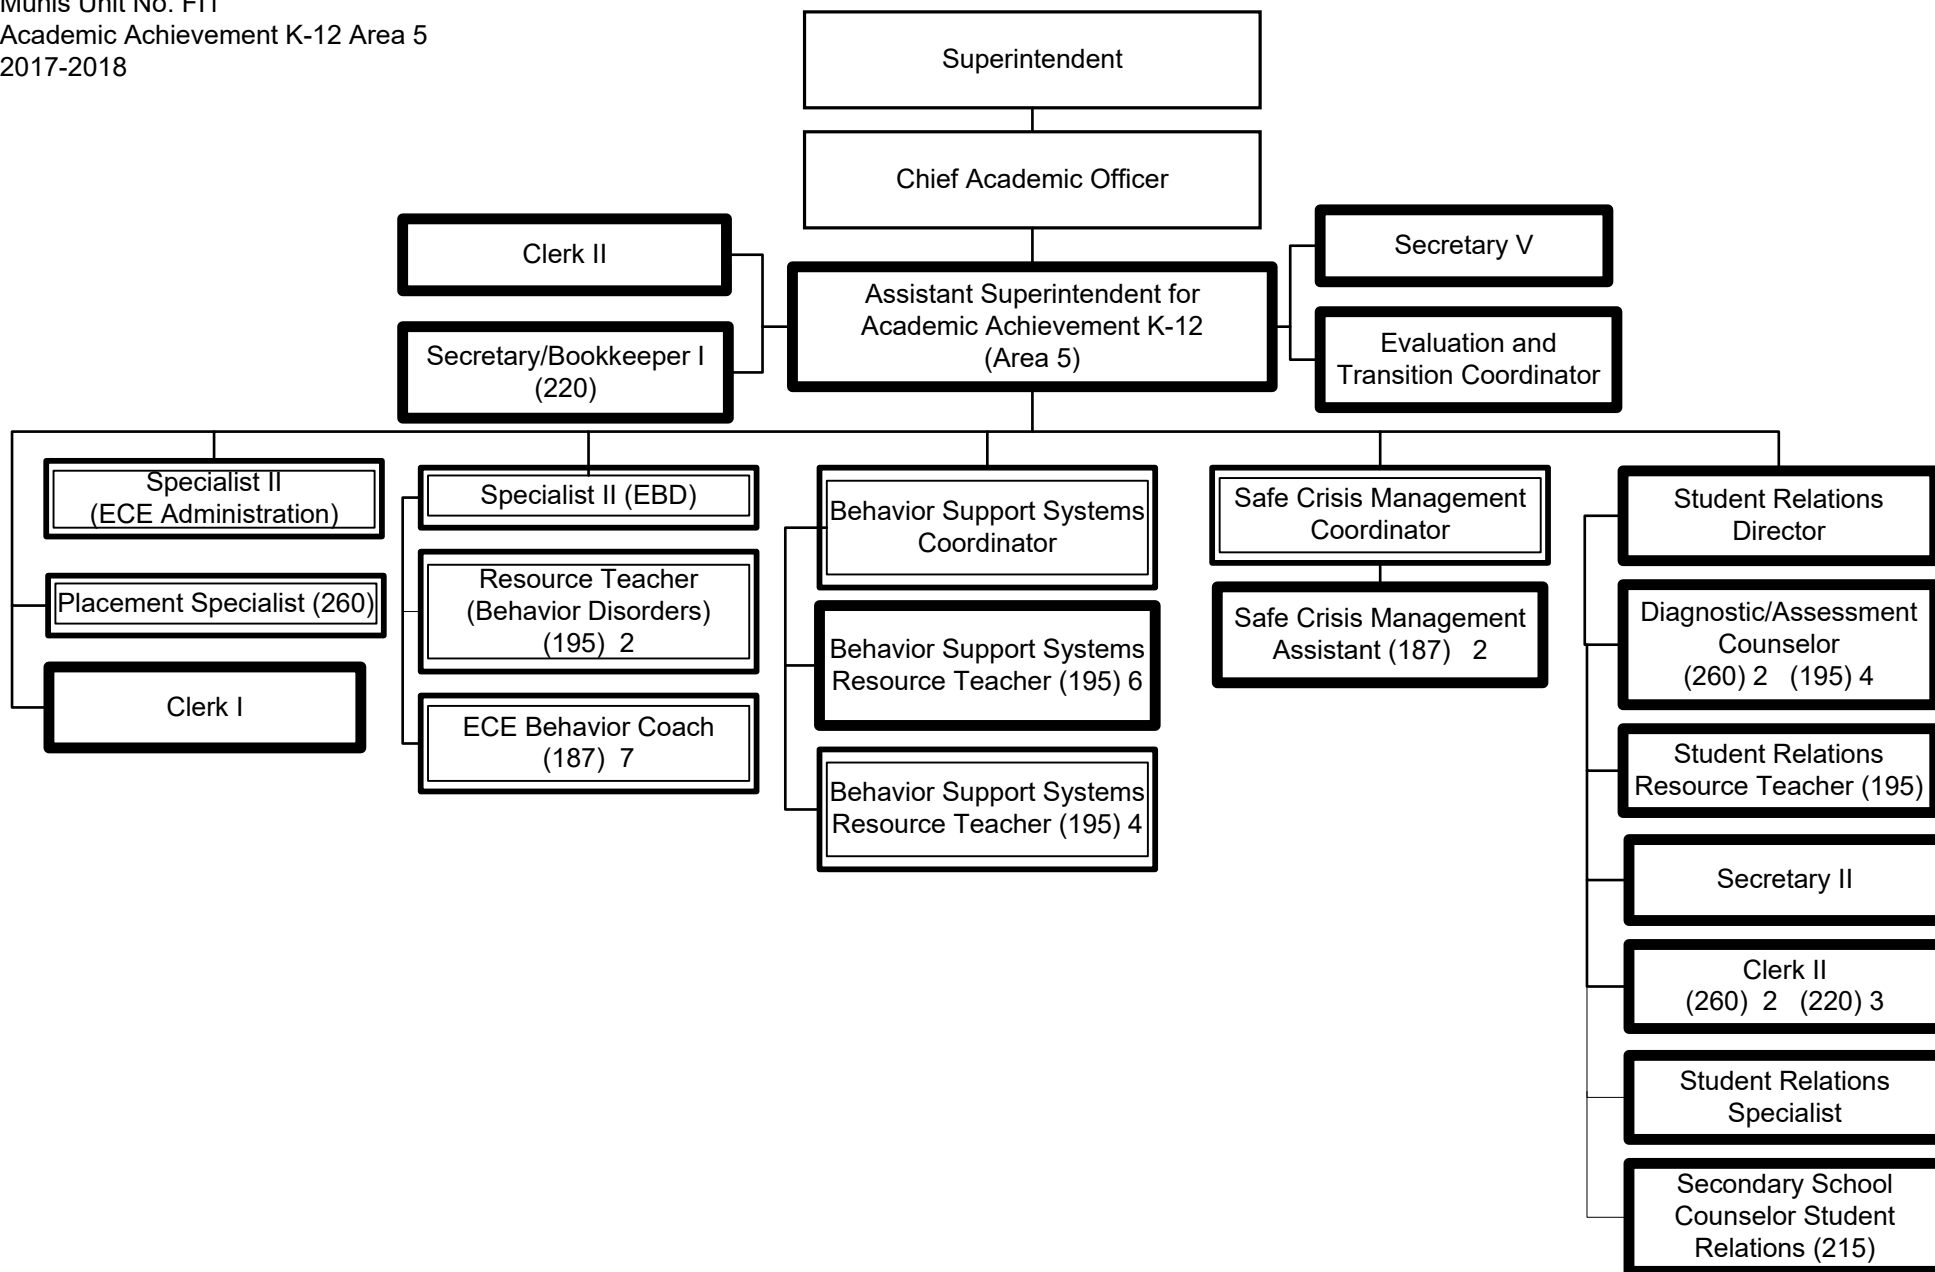 Munis Unit No.
Academic Achievement K-12 Area 5
2017-2018
Superintendent
Chief Academic Officer
Clerk II
Secretary/Bookkeeper I
(220)
Assistant Superintendent for
Academic Achievement K-12
(Area 5)
Secretary V
Evaluation and
Transition Coordinator
Specialist II
(ECE Administration)
Placement Specialist (260)
Clerk I
Specialist II (EBD)
Resource Teacher
(Behavior Disorders)
(195) 2
ECE Behavior Coach
(187) 7
Behavior Support Systems
Coordinator
Behavior Support Systems
Resource Teacher (195) 6
Behavior Support Systems
Resource Teacher (195) 4
Safe Crisis Management
Coordinator
Safe Crisis Management
Assistant (187) 2
Student Relations
Director
Diagnostic/Assessment
Counselor
(260) 2 (195) 4
Student Relations
Resource Teacher (195)
Secretary II
Clerk II
(260) 2 (220) 3
Student Relations
Specialist
Secondary School
Counselor Student
Relations (215)